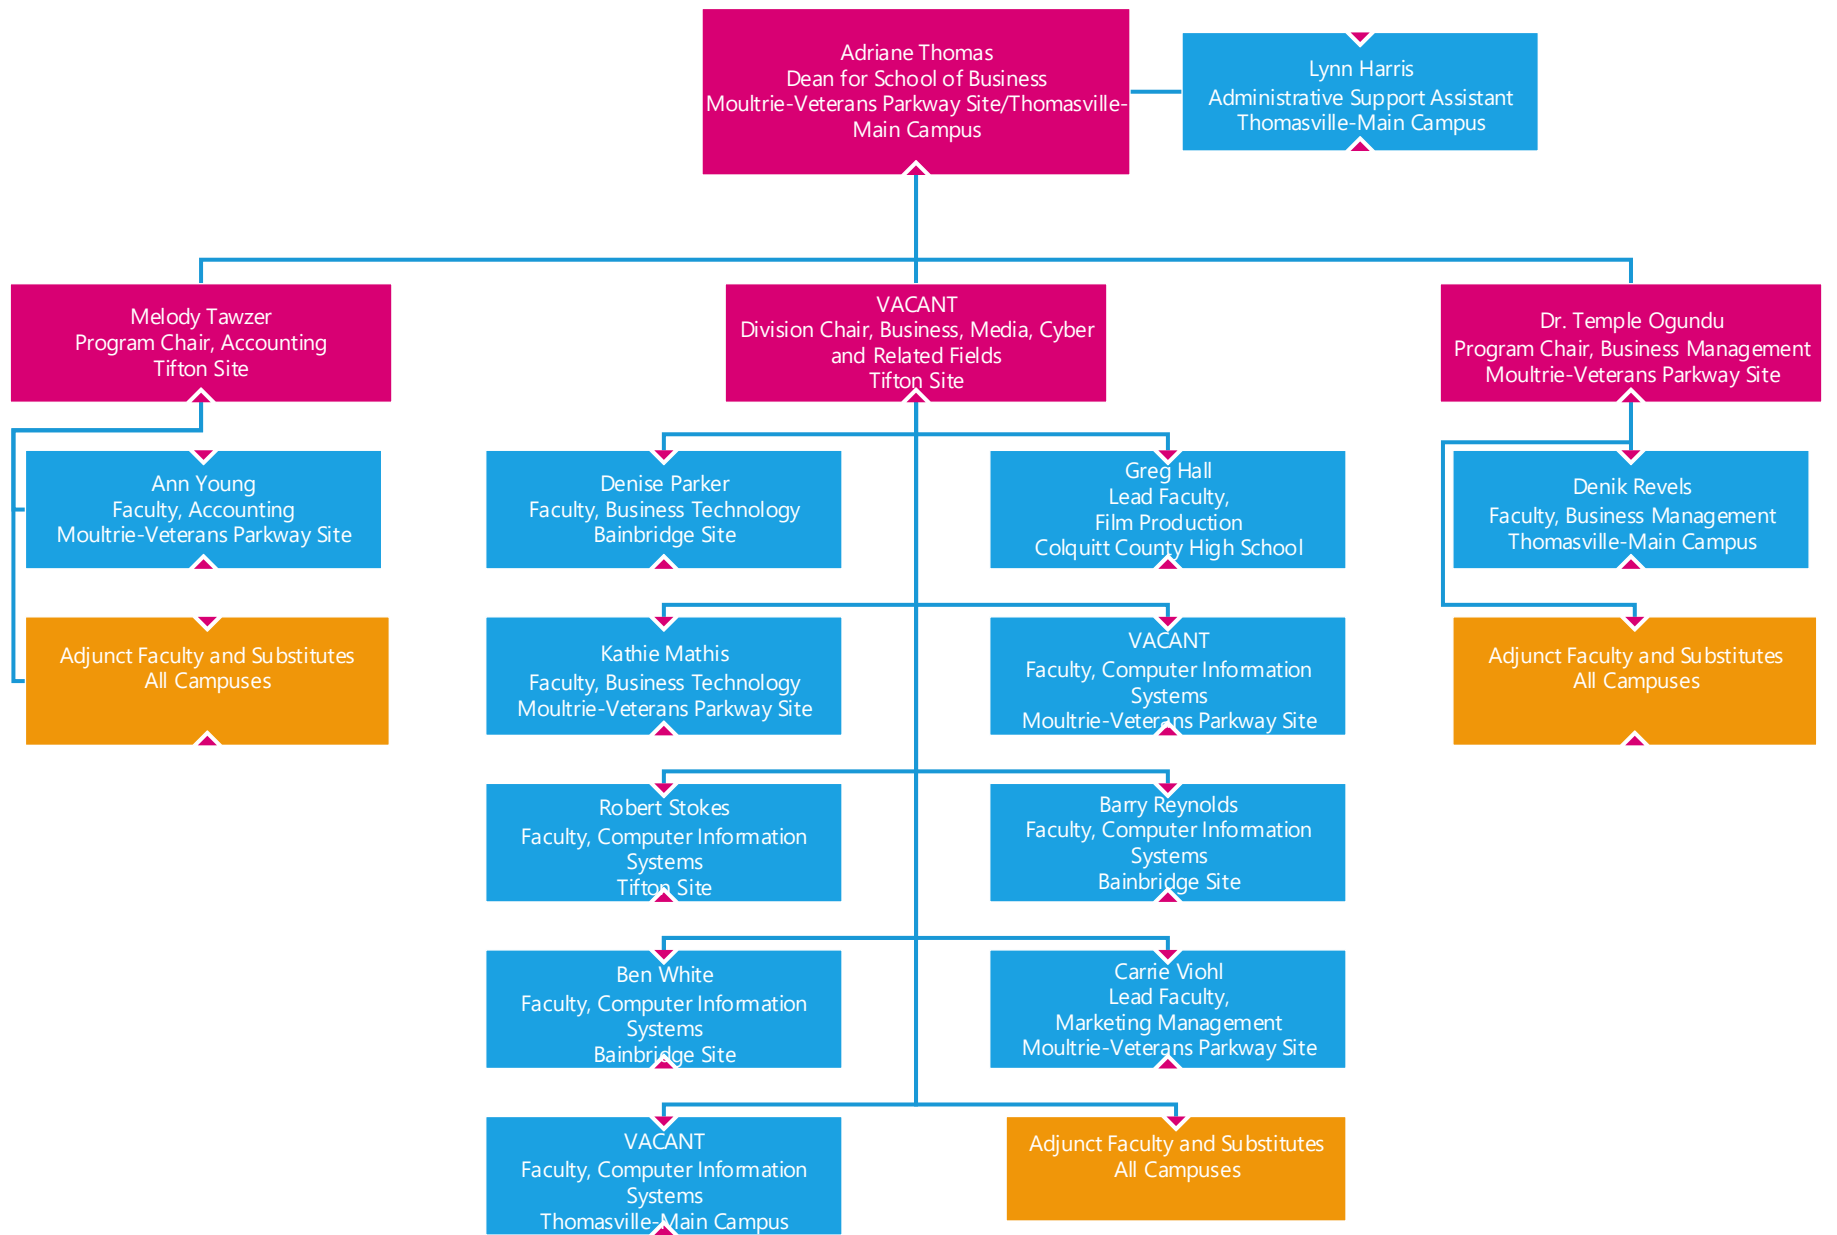 Adriane Thomas
Dean for School of Business
Moultrie-Veterans Parkway Site/Thomasville-
Main Campus
Lynn Harris
Administrative Support Assistant
Thomasville-Main Campus
Melody Tawzer
Program Chair, Accounting
Tifton Site
VACANT
Division Chair, Business, Media, Cyber
and Related Fields
Tifton Site
Dr. Temple Ogundu
Program Chair, Business Management
Moultrie-Veterans Parkway Site
Ann Young
Faculty, Accounting
Moultrie-Veterans Parkway Site
Denise Parker
Faculty, Business Technology
Bainbridge Site
Greg Hall
Lead Faculty,
Film Production
Colquitt County High School
Denik Revels
Faculty, Business Management
Thomasville-Main Campus
Adjunct Faculty and Substitutes
All Campuses
Kathie Mathis
Faculty, Business Technology
Moultrie-Veterans Parkway Site
VACANT
Faculty, Computer Information
Systems
Moultrie-Veterans Parkway Site
Adjunct Faculty and Substitutes
All Campuses
Robert Stokes
Faculty, Computer Information
Systems
Tifton Site
Barry Reynolds
Faculty, Computer Information
Systems
Bainbridge Site
Ben White
Faculty, Computer Information
Systems
Bainbridge Site
Carrie Viohl
Lead Faculty,
Marketing Management
Moultrie-Veterans Parkway Site
VACANT
Faculty, Computer Information
Systems
Thomasville-Main Campus
Adjunct Faculty and Substitutes
All Campuses